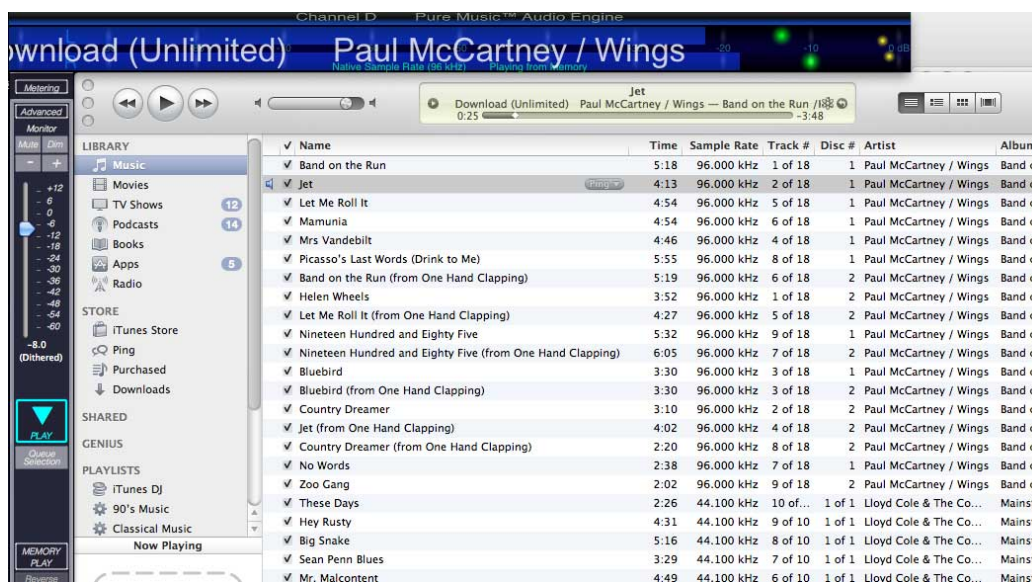 Channel D Pure Music™ Audio Engine
ownload (Unlimited) Paul McCartney / Wings
-20 -10 0 dB
Native Sample Rate (96 kHz) Playing from Memory
Metering
Advanced
Monitor
Mute Dim
- +
+12
6
0
-6
-12
-18
-24
-30
-36
-42
-48
-54
-60
-8.0
(Dithered)
PLAY
Queue
Selection
MEMORY
PLAY
Reverse
Jet
Download (Unlimited) Paul McCartney / Wings — Band on the Run
0:25 -3:48
LIBRARY
Music
Movies
TV Shows 12
Podcasts 14
Books
Apps 5
Radio
STORE
iTunes Store
Ping
Purchased
Downloads
SHARED
GENIUS
PLAYLISTS
iTunes DJ
90's Music
Classical Music
Now Playing
✓ Name Time Sample Rate Track # Disc # Artist Album
✓ Band on the Run 5:18 96.000 kHz 1 of 18 1 Paul McCartney / Wings Band
✓ Jet Ping 4:13 96.000 kHz 2 of 18 1 Paul McCartney / Wings Band
✓ Let Me Roll It 4:54 96.000 kHz 5 of 18 1 Paul McCartney / Wings Band
✓ Mamunia 4:54 96.000 kHz 6 of 18 1 Paul McCartney / Wings Band
✓ Mrs Vandebilt 4:46 96.000 kHz 4 of 18 1 Paul McCartney / Wings Band
✓ Picasso's Last Words (Drink to Me) 5:55 96.000 kHz 8 of 18 1 Paul McCartney / Wings Band
✓ Band on the Run (from One Hand Clapping) 5:19 96.000 kHz 6 of 18 2 Paul McCartney / Wings Band
✓ Helen Wheels 3:52 96.000 kHz 1 of 18 2 Paul McCartney / Wings Band
✓ Let Me Roll It (from One Hand Clapping) 4:27 96.000 kHz 5 of 18 2 Paul McCartney / Wings Band
✓ Nineteen Hundred and Eighty Five 5:32 96.000 kHz 9 of 18 1 Paul McCartney / Wings Band
✓ Nineteen Hundred and Eighty Five (from One Hand Clapping) 6:05 96.000 kHz 7 of 18 2 Paul McCartney / Wings Band
✓ Bluebird 3:30 96.000 kHz 3 of 18 1 Paul McCartney / Wings Band
✓ Bluebird (from One Hand Clapping) 3:30 96.000 kHz 3 of 18 2 Paul McCartney / Wings Band
✓ Country Dreamer 3:10 96.000 kHz 2 of 18 2 Paul McCartney / Wings Band
✓ Jet (from One Hand Clapping) 4:02 96.000 kHz 4 of 18 2 Paul McCartney / Wings Band
✓ Country Dreamer (from One Hand Clapping) 2:20 96.000 kHz 8 of 18 2 Paul McCartney / Wings Band
✓ No Words 2:38 96.000 kHz 7 of 18 1 Paul McCartney / Wings Band
✓ Zoo Gang 2:02 96.000 kHz 9 of 18 2 Paul McCartney / Wings Band
✓ These Days 2:26 44.100 kHz 10 of... 1 of 1 Lloyd Cole & The Co... Mains
✓ Hey Rusty 4:31 44.100 kHz 9 of 10 1 of 1 Lloyd Cole & The Co... Mains
✓ Big Snake 5:16 44.100 kHz 8 of 10 1 of 1 Lloyd Cole & The Co... Mains
✓ Sean Penn Blues 3:29 44.100 kHz 7 of 10 1 of 1 Lloyd Cole & The Co... Mains
✓ Mr. Malcontent 4:49 44.100 kHz 6 of 10 1 of 1 Lloyd Cole & The Co... Mains